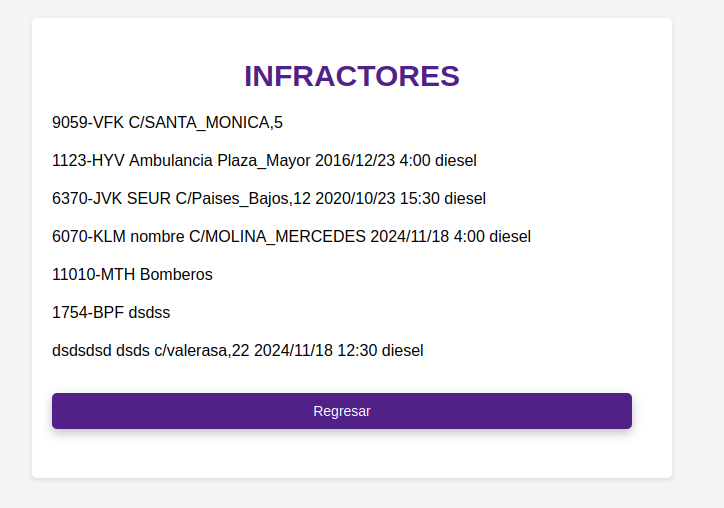 INFRACTORES
9059-VFK C/SANTA_MONICA,5
1123-HYV Ambulancia Plaza_Mayor 2016/12/23 4:00 diesel
6370-JVK SEUR C/Paises_Bajos,12 2020/10/23 15:30 diesel
6070-KLM nombre C/MOLINA_MERCEDES 2024/11/18 4:00 diesel
11010-MTH Bomberos
1754-BPF dsdss
dsdsdsd dsds c/valerasa,22 2024/11/18 12:30 diesel
Regresar